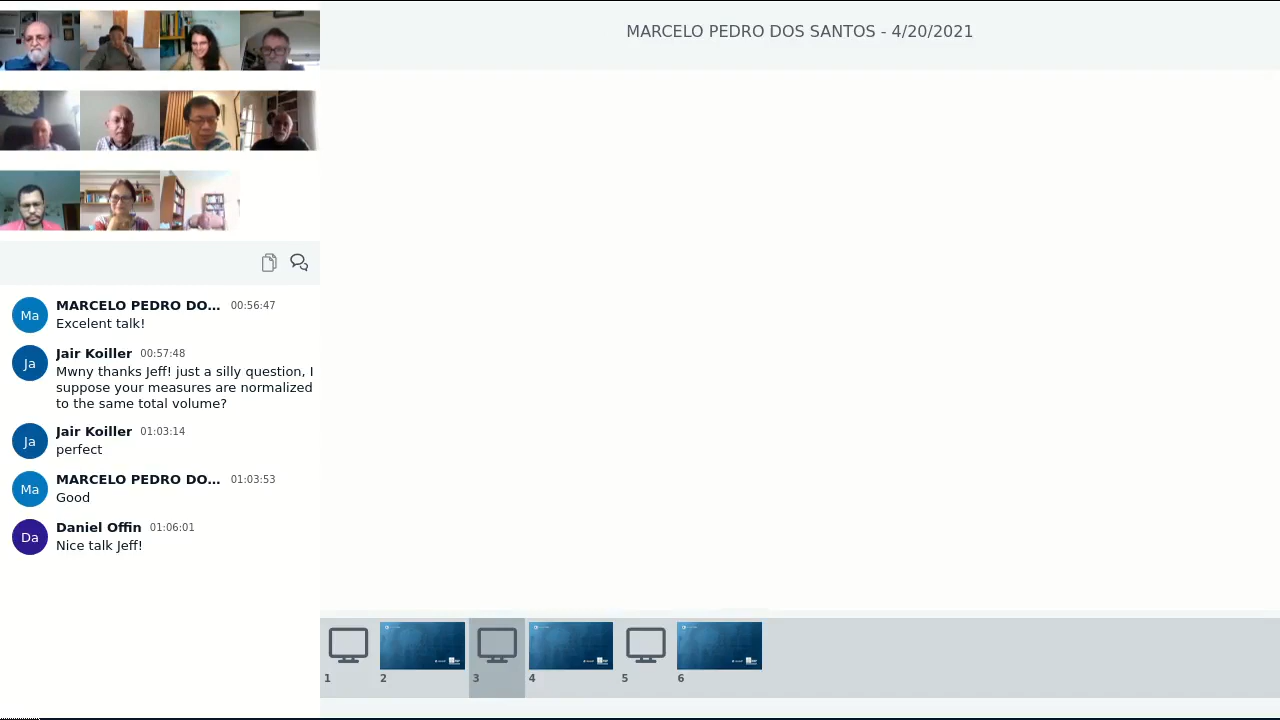 MARCELO PEDRO DOS SANTOS - 4/20/2021
Ma
MARCELO PEDRO DO... 00:56:47
Excelent talk!
Ja
Jair Koiller 00:57:48
Mwny thanks Jeff! just a silly question, I
suppose your measures are normalized
to the same total volume?
Ja
Jair Koiller 01:03:14
perfect
Ma
MARCELO PEDRO DO... 01:03:53
Good
Da
Daniel Offin 01:06:01
Nice talk Jeff!
1 2 3 4 5 6